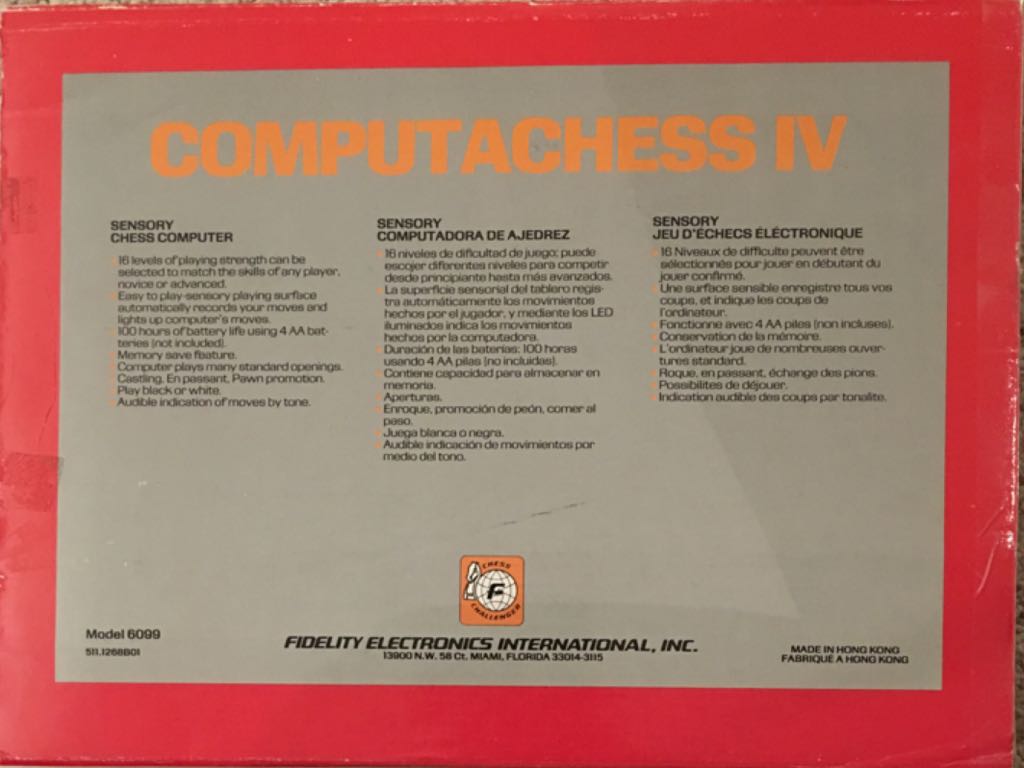 COMPUTACHESS IV
SENSORY
CHESS COMPUTER
16 levels of playing strength can be
selected to match the skills of any player,
novice or advanced.
Easy to play-sensory playing surface
automatically records your moves and
lights up computer's moves.
100 hours of battery life using 4 AA bat-
teries (not included).
Memory save feature.
Computer plays many standard openings.
Castling, En passant, Pawn promotion.
Play black or white.
Audible indication of moves by tone.
SENSORY
COMPUTADORA DE AJEDREZ
16 niveles de dificultad de juego: puede
escojer diferentes niveles para competir
desde principiante hasta más avanzados.
La superficie sensorial del tablero regis-
tra automáticamente los movimientos
hechos por el jugador, y mediante los LED
iluminados indica los movimientos
hechos por la computadora.
Duración de las baterías: 100 horas
usando 4 AA pilas (no incluidas).
Contiene capacidad para almacenar en
memoria.
Aperturas.
Enroque, promoción de peón, comer al
paso.
Juega blanca o negra.
Audible indicación de movimientos por
medio del tono.
SENSORY
JEU D'ÉCHECS ÉLÉCTRONIQUE
16 Niveaux de difficulte peuvent être
sélectionnés pour jouer en débutant du
jouer confirmé.
Une surface sensible enregistre tous vos
coups, et indique les coups de
l'ordinateur.
Fonctionne avec 4 AA piles (non incluses).
Conservation de la mémoire.
L'ordinateur joue de nombreuses ouver-
tures standard.
Roque, en passant, échange des pions.
Possibilites de déjouer.
Indication audible des coups par tonalite.
CHESS
F
CHALLENGER
Model 6099
511.1268B01
FIDELITY ELECTRONICS INTERNATIONAL, INC.
13900 N.W. 58 Ct. MIAMI, FLORIDA 33014-3115
MADE IN HONG KONG
FABRIQUÉ A HONG KONG